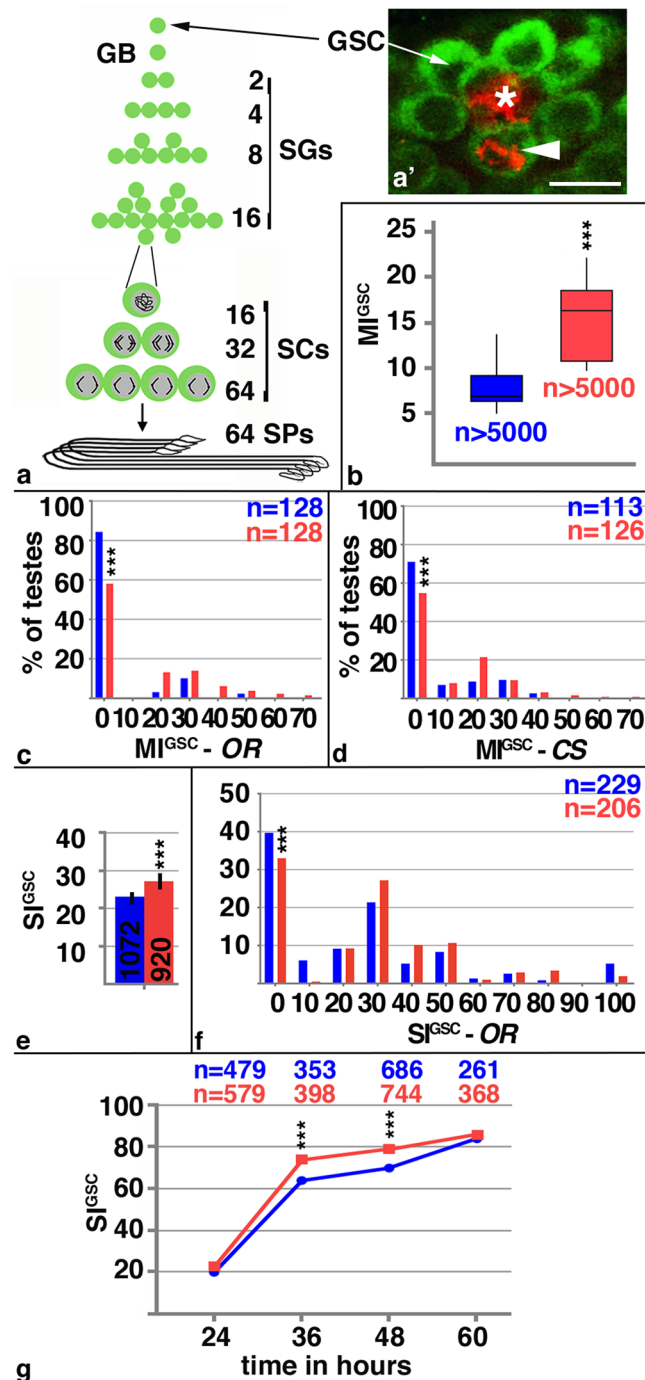 GB
GSC
2
4
8
16
SGs
16
32
64
SCs
64 SPs
a
*
a’
MI^GSC
25
20
15
10
5
***
n>5000
n>5000
b
% of testes
100
80
60
40
20
n=128
n=128
***
0 10 20 30 40 50 60 70
MI^GSC - OR
c
% of testes
100
80
60
40
20
n=113
n=126
***
0 10 20 30 40 50 60 70
MI^GSC - CS
d
SI^GSC
40
30
20
10
***
1072
920
e
50
40
30
20
10
n=229
n=206
***
0 10 20 30 40 50 60 70 80 90 100
SI^GSC - OR
f
n=479 353 686 261
n=579 398 744 368
SI^GSC
100
80
60
40
20
***
***
24 36 48 60
time in hours
g